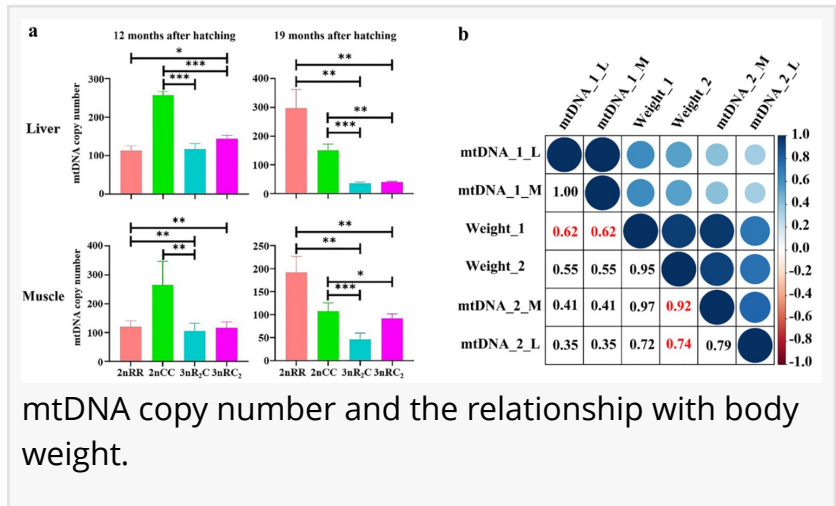 a
12 months after hatching
19 months after hatching
Liver
mtDNA copy number
300
200
100
0
*
***
***
400
300
200
100
0
**
**
**
***
Muscle
mtDNA copy number
400
300
200
100
0
**
**
**
2nRR 2nCC 3nR₂C 3nRC₂
250
200
150
100
50
0
**
**
*
***
2nRR 2nCC 3nR₂C 3nRC₂
b
mtDNA_1_L mtDNA_1_M Weight_1 Weight_2 mtDNA_2_M mtDNA_2_L
mtDNA_1_L
mtDNA_1_M 1.00
Weight_1 0.62 0.62
Weight_2 0.55 0.55 0.95
mtDNA_2_M 0.41 0.41 0.97 0.92
mtDNA_2_L 0.35 0.35 0.72 0.74 0.79
1.0
0.8
0.6
0.4
0.2
0.0
-0.2
-0.4
-0.6
-0.8
-1.0
mtDNA copy number and the relationship with body
weight.